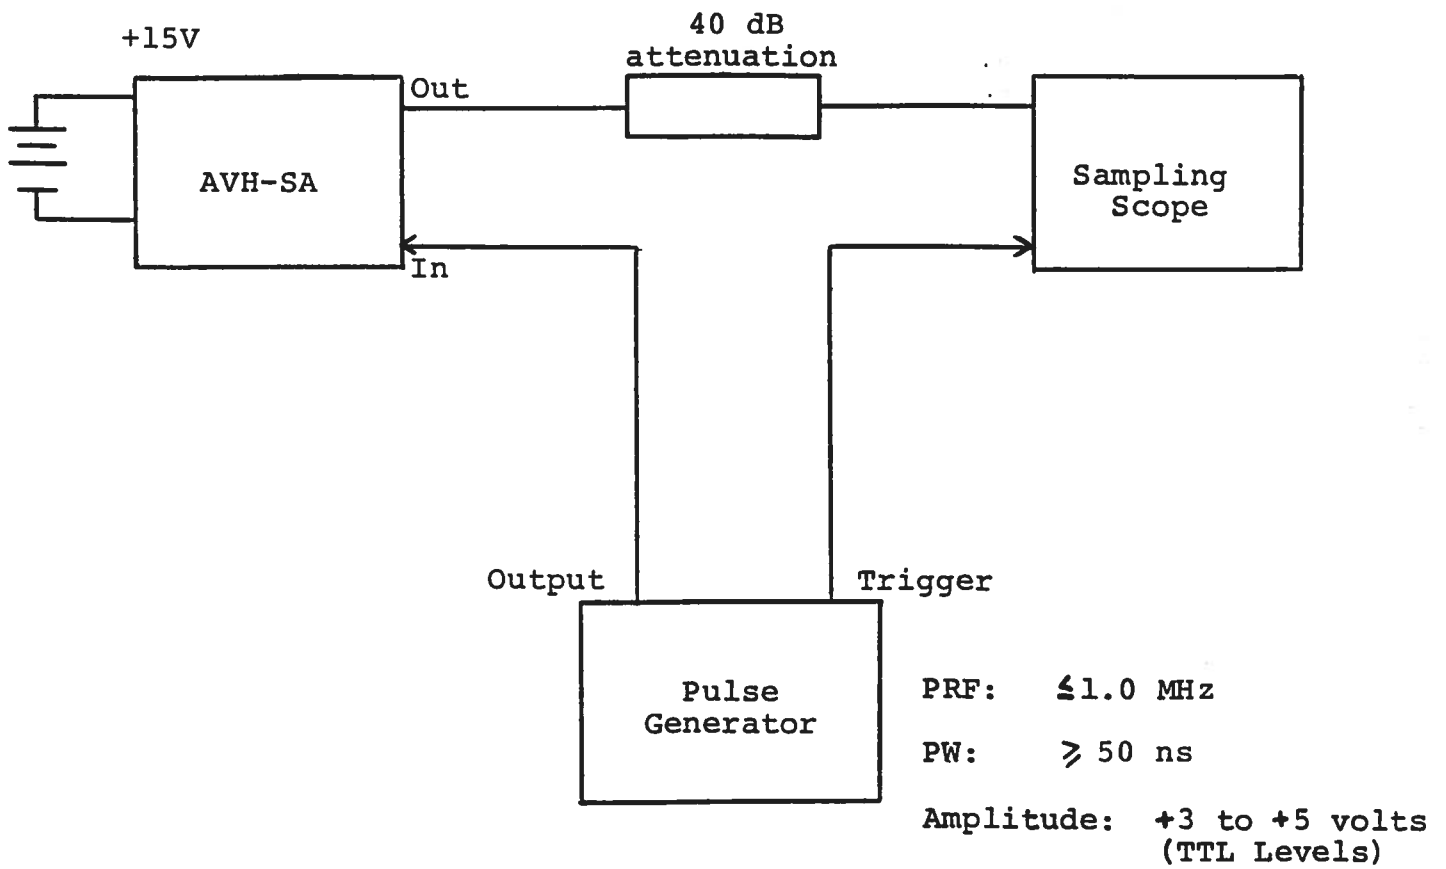 +15V
40 dB
attenuation
Out
AVH-SA
Sampling
Scope
In
Output
Trigger
Pulse
Generator
PRF: ≤1.0 MHz
PW: ⩾ 50 ns
Amplitude: +3 to +5 volts
(TTL Levels)